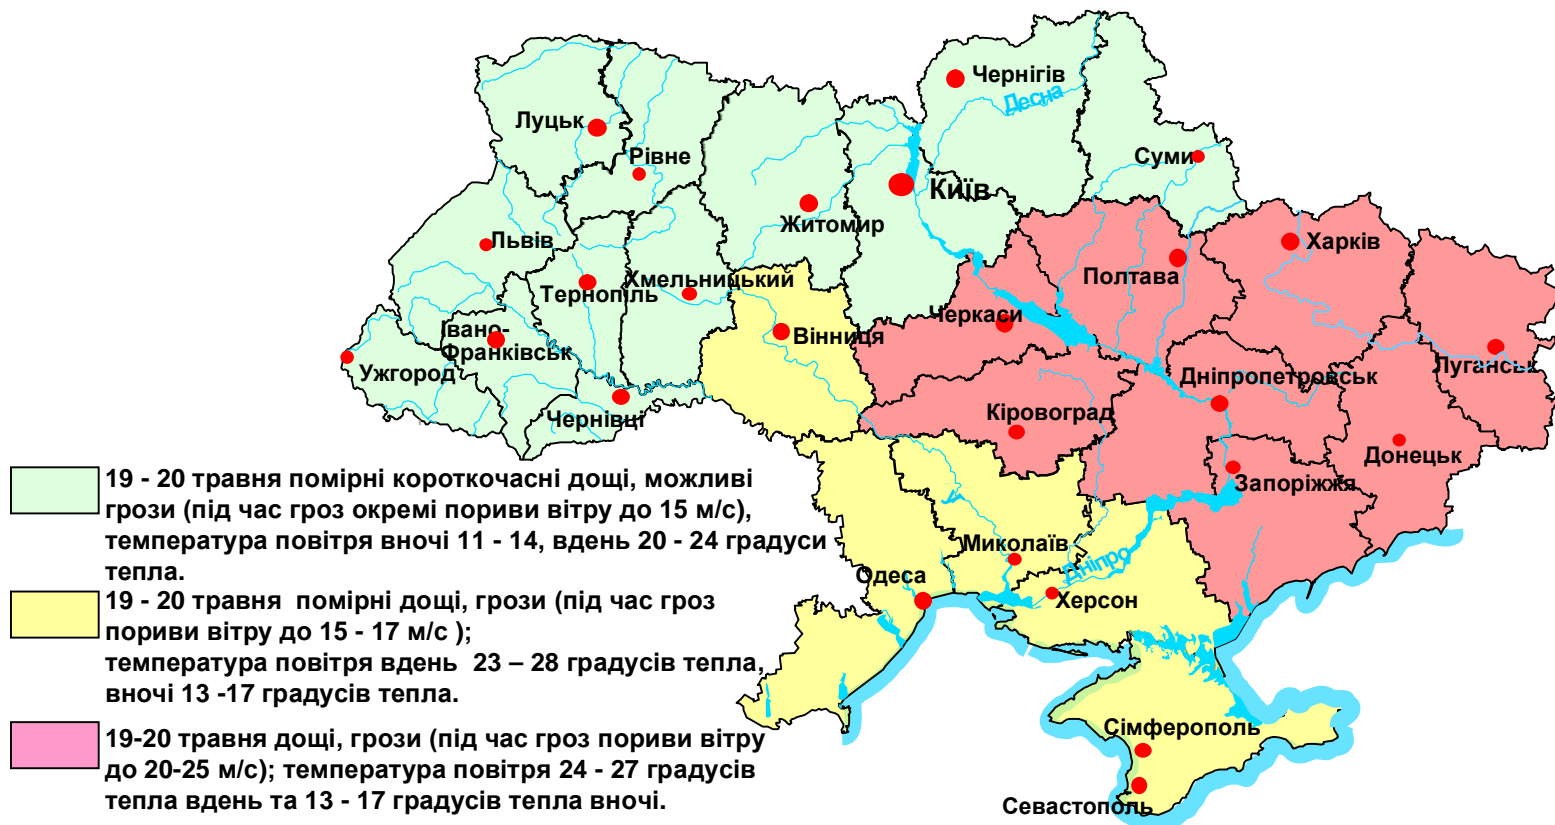 Чернігів
Десна
Луцьк
Рівне
Суми
Київ
Житомир
Львів
Харків
Полтава
Хмельницький
Тернопіль
Черкаси
Івано-
Франківськ
Вінниця
Ужгород
Луганськ
Дніпропетровськ
Чернівці
Кіровоград
Донецьк
Запоріжжя
19 - 20 травня помірні короткочасні дощі, можливі
грози (під час гроз окремі пориви вітру до 15 м/с),
температура повітря вночі 11 - 14, вдень 20 - 24 градуси
тепла.
Миколаїв
Дніпро
Одеса
Херсон
19 - 20 травня помірні дощі, грози (під час гроз
пориви вітру до 15 - 17 м/с );
температура повітря вдень 23 – 28 градусів тепла,
вночі 13 -17 градусів тепла.
Сімферополь
Севастополь
19-20 травня дощі, грози (під час гроз пориви вітру
до 20-25 м/с); температура повітря 24 - 27 градусів
тепла вдень та 13 - 17 градусів тепла вночі.